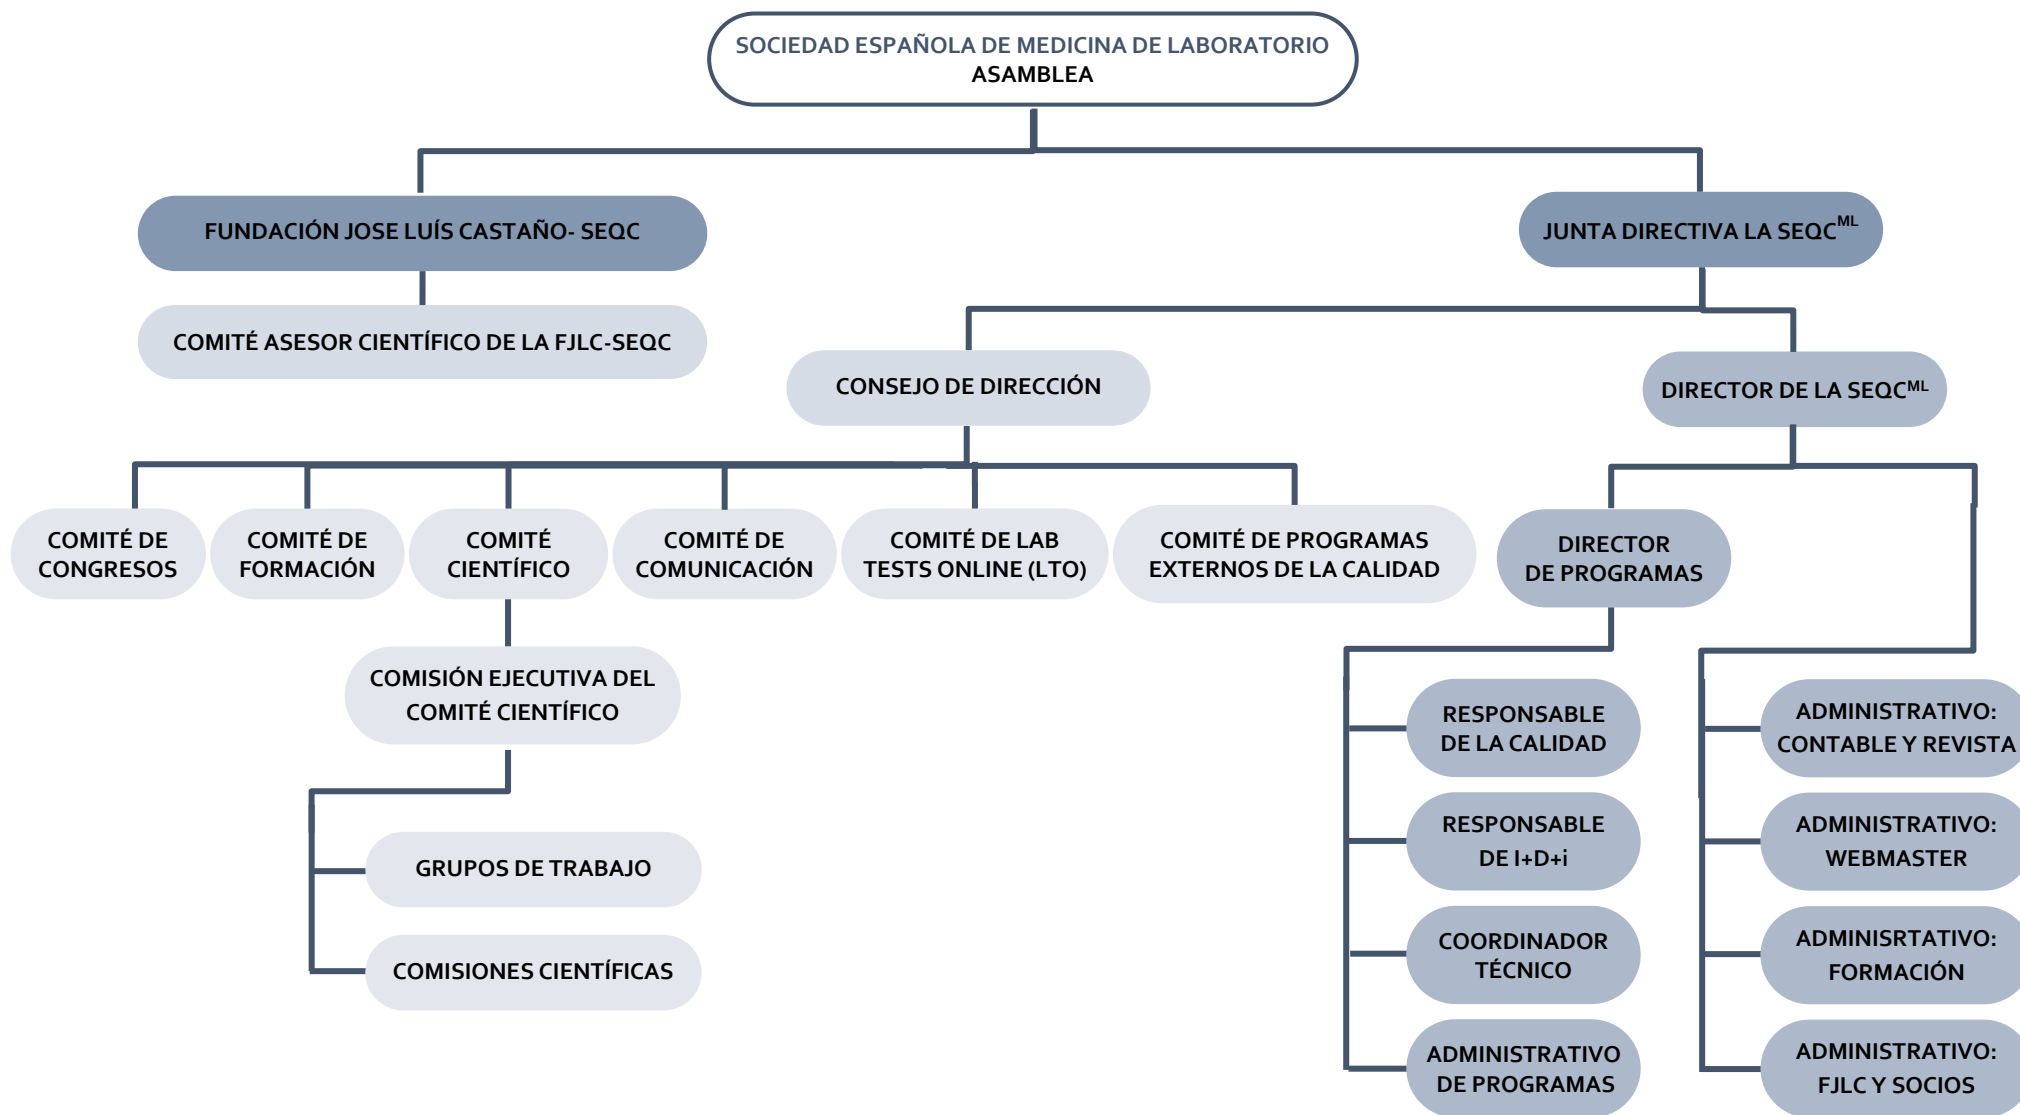 SOCIEDAD ESPAÑOLA DE MEDICINA DE LABORATORIO
ASAMBLEA
FUNDACIÓN JOSE LUÍS CASTAÑO- SEQC
JUNTA DIRECTIVA LA SEQC^ML
COMITÉ ASESOR CIENTÍFICO DE LA FJLC-SEQC
CONSEJO DE DIRECCIÓN
DIRECTOR DE LA SEQC^ML
COMITÉ DE
CONGRESOS
COMITÉ DE
FORMACIÓN
COMITÉ
CIENTÍFICO
COMITÉ DE
COMUNICACIÓN
COMITÉ DE LAB
TESTS ONLINE (LTO)
COMITÉ DE PROGRAMAS
EXTERNOS DE LA CALIDAD
DIRECTOR
DE PROGRAMAS
COMISIÓN EJECUTIVA DEL
COMITÉ CIENTÍFICO
GRUPOS DE TRABAJO
COMISIONES CIENTÍFICAS
RESPONSABLE
DE LA CALIDAD
RESPONSABLE
DE I+D+i
COORDINADOR
TÉCNICO
ADMINISTRATIVO
DE PROGRAMAS
ADMINISTRATIVO:
CONTABLE Y REVISTA
ADMINISTRATIVO:
WEBMASTER
ADMINISRTATIVO:
FORMACIÓN
ADMINISTRATIVO:
FJLC Y SOCIOS